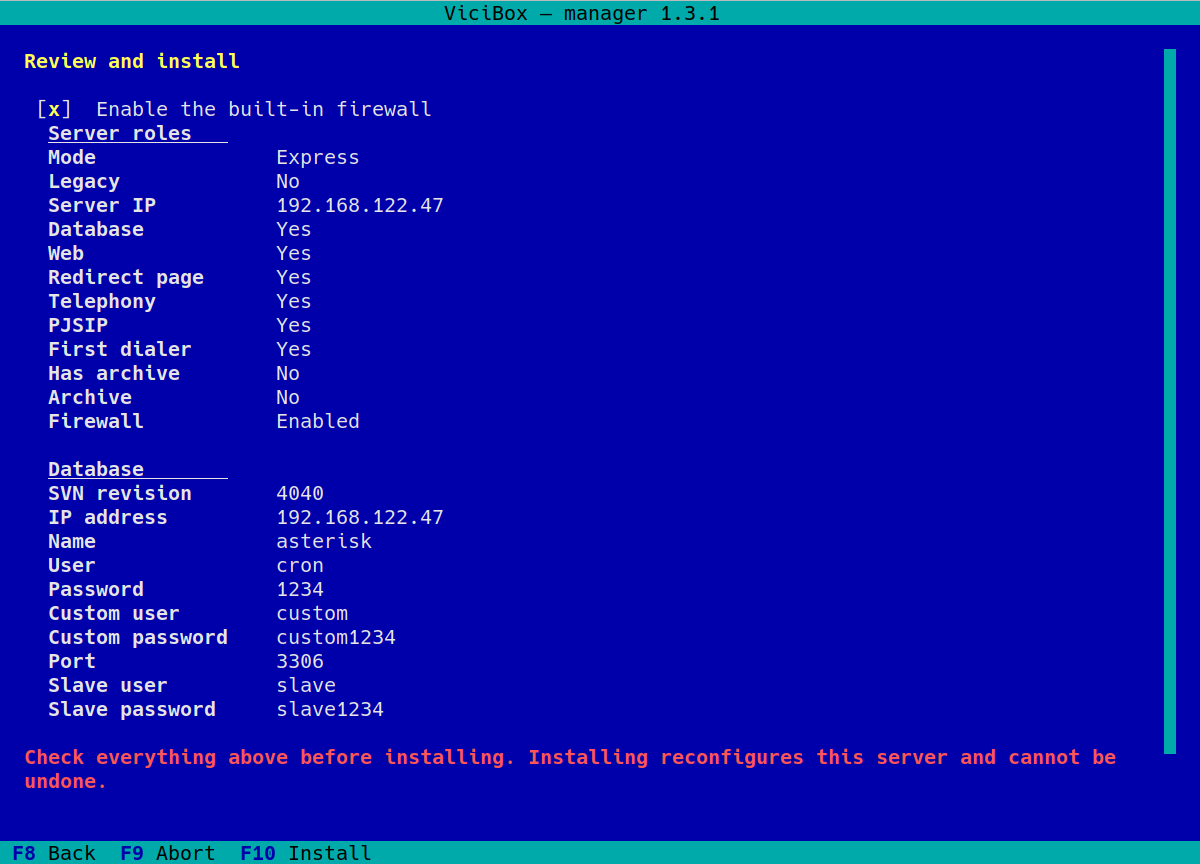 ViciBox — manager 1.3.1
Review and install
[x] Enable the built-in firewall
Server roles
Mode Express
Legacy No
Server IP 192.168.122.47
Database Yes
Web Yes
Redirect page Yes
Telephony Yes
PJSIP Yes
First dialer Yes
Has archive No
Archive No
Firewall Enabled
Database
SVN revision 4040
IP address 192.168.122.47
Name asterisk
User cron
Password 1234
Custom user custom
Custom password custom1234
Port 3306
Slave user slave
Slave password slave1234
Check everything above before installing. Installing reconfigures this server and cannot be
undone.
F8 Back F9 Abort F10 Install